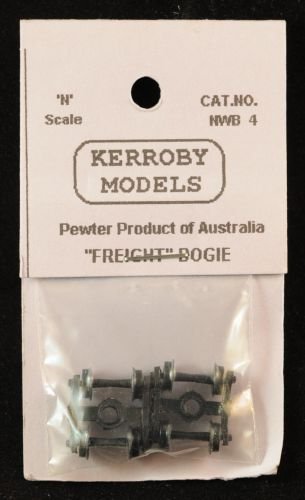 'N' CAT.NO.
Scale NWB 4
KERROBY
MODELS
Pewter Product of Australia
"FREIGHT" BOGIE